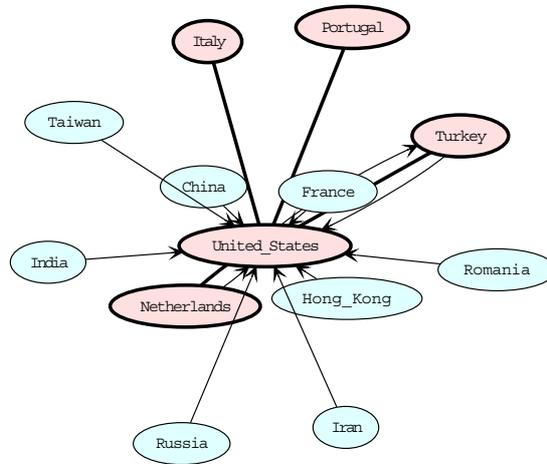 Portugal
Italy
Taiwan
Turkey
China
France
United_States
India
Romania
Hong_Kong
Netherlands
Iran
Russia